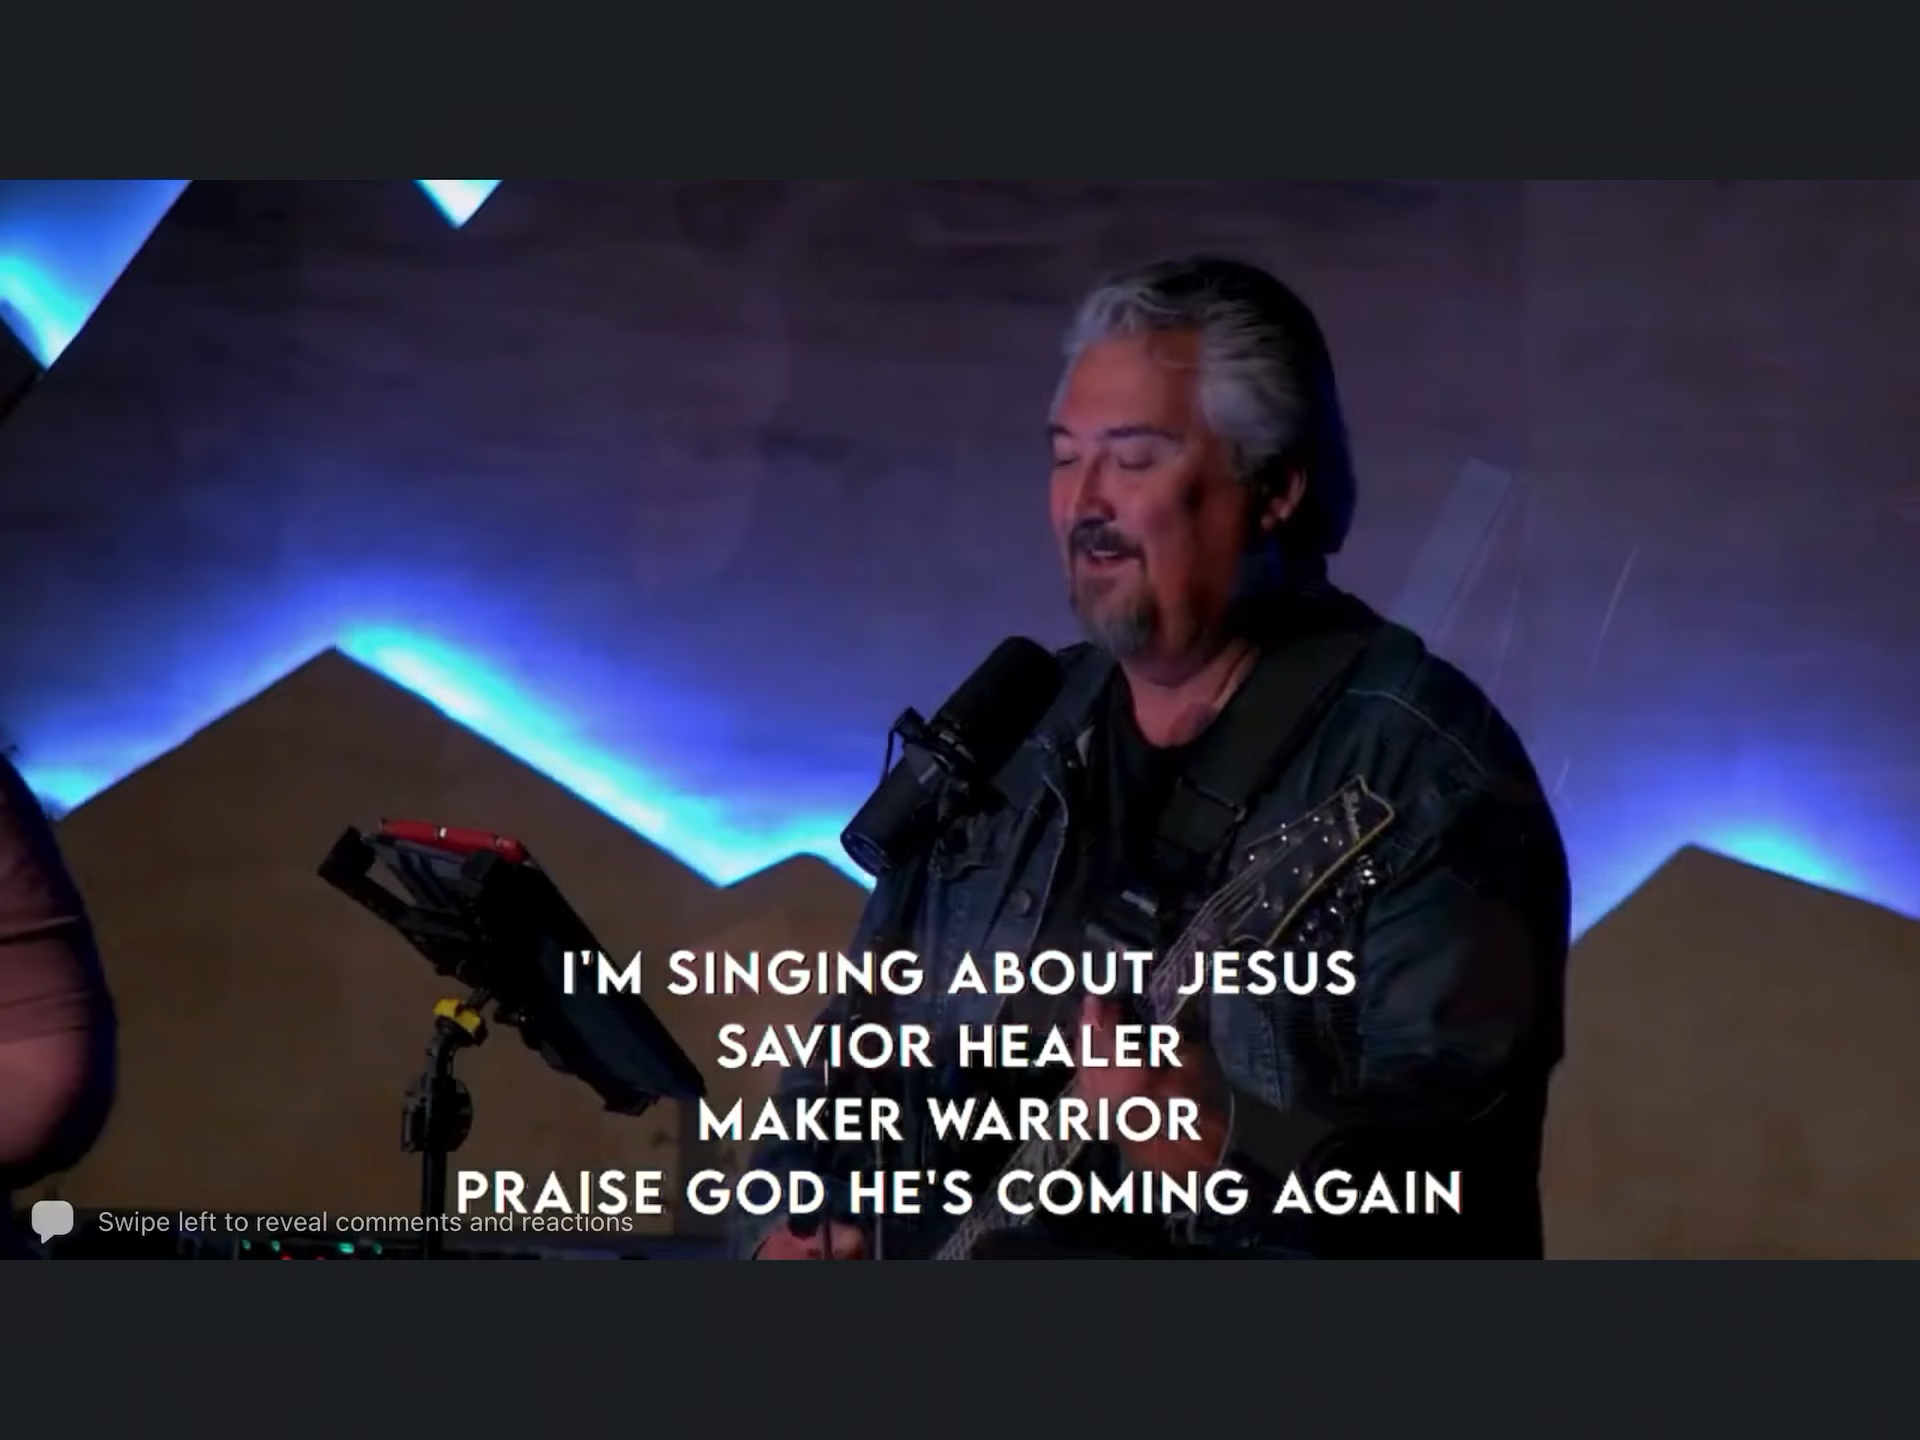 I'M SINGING ABOUT JESUS
SAVIOR HEALER
MAKER WARRIOR
PRAISE GOD HE'S COMING AGAIN
Swipe left to reveal comments and reactions